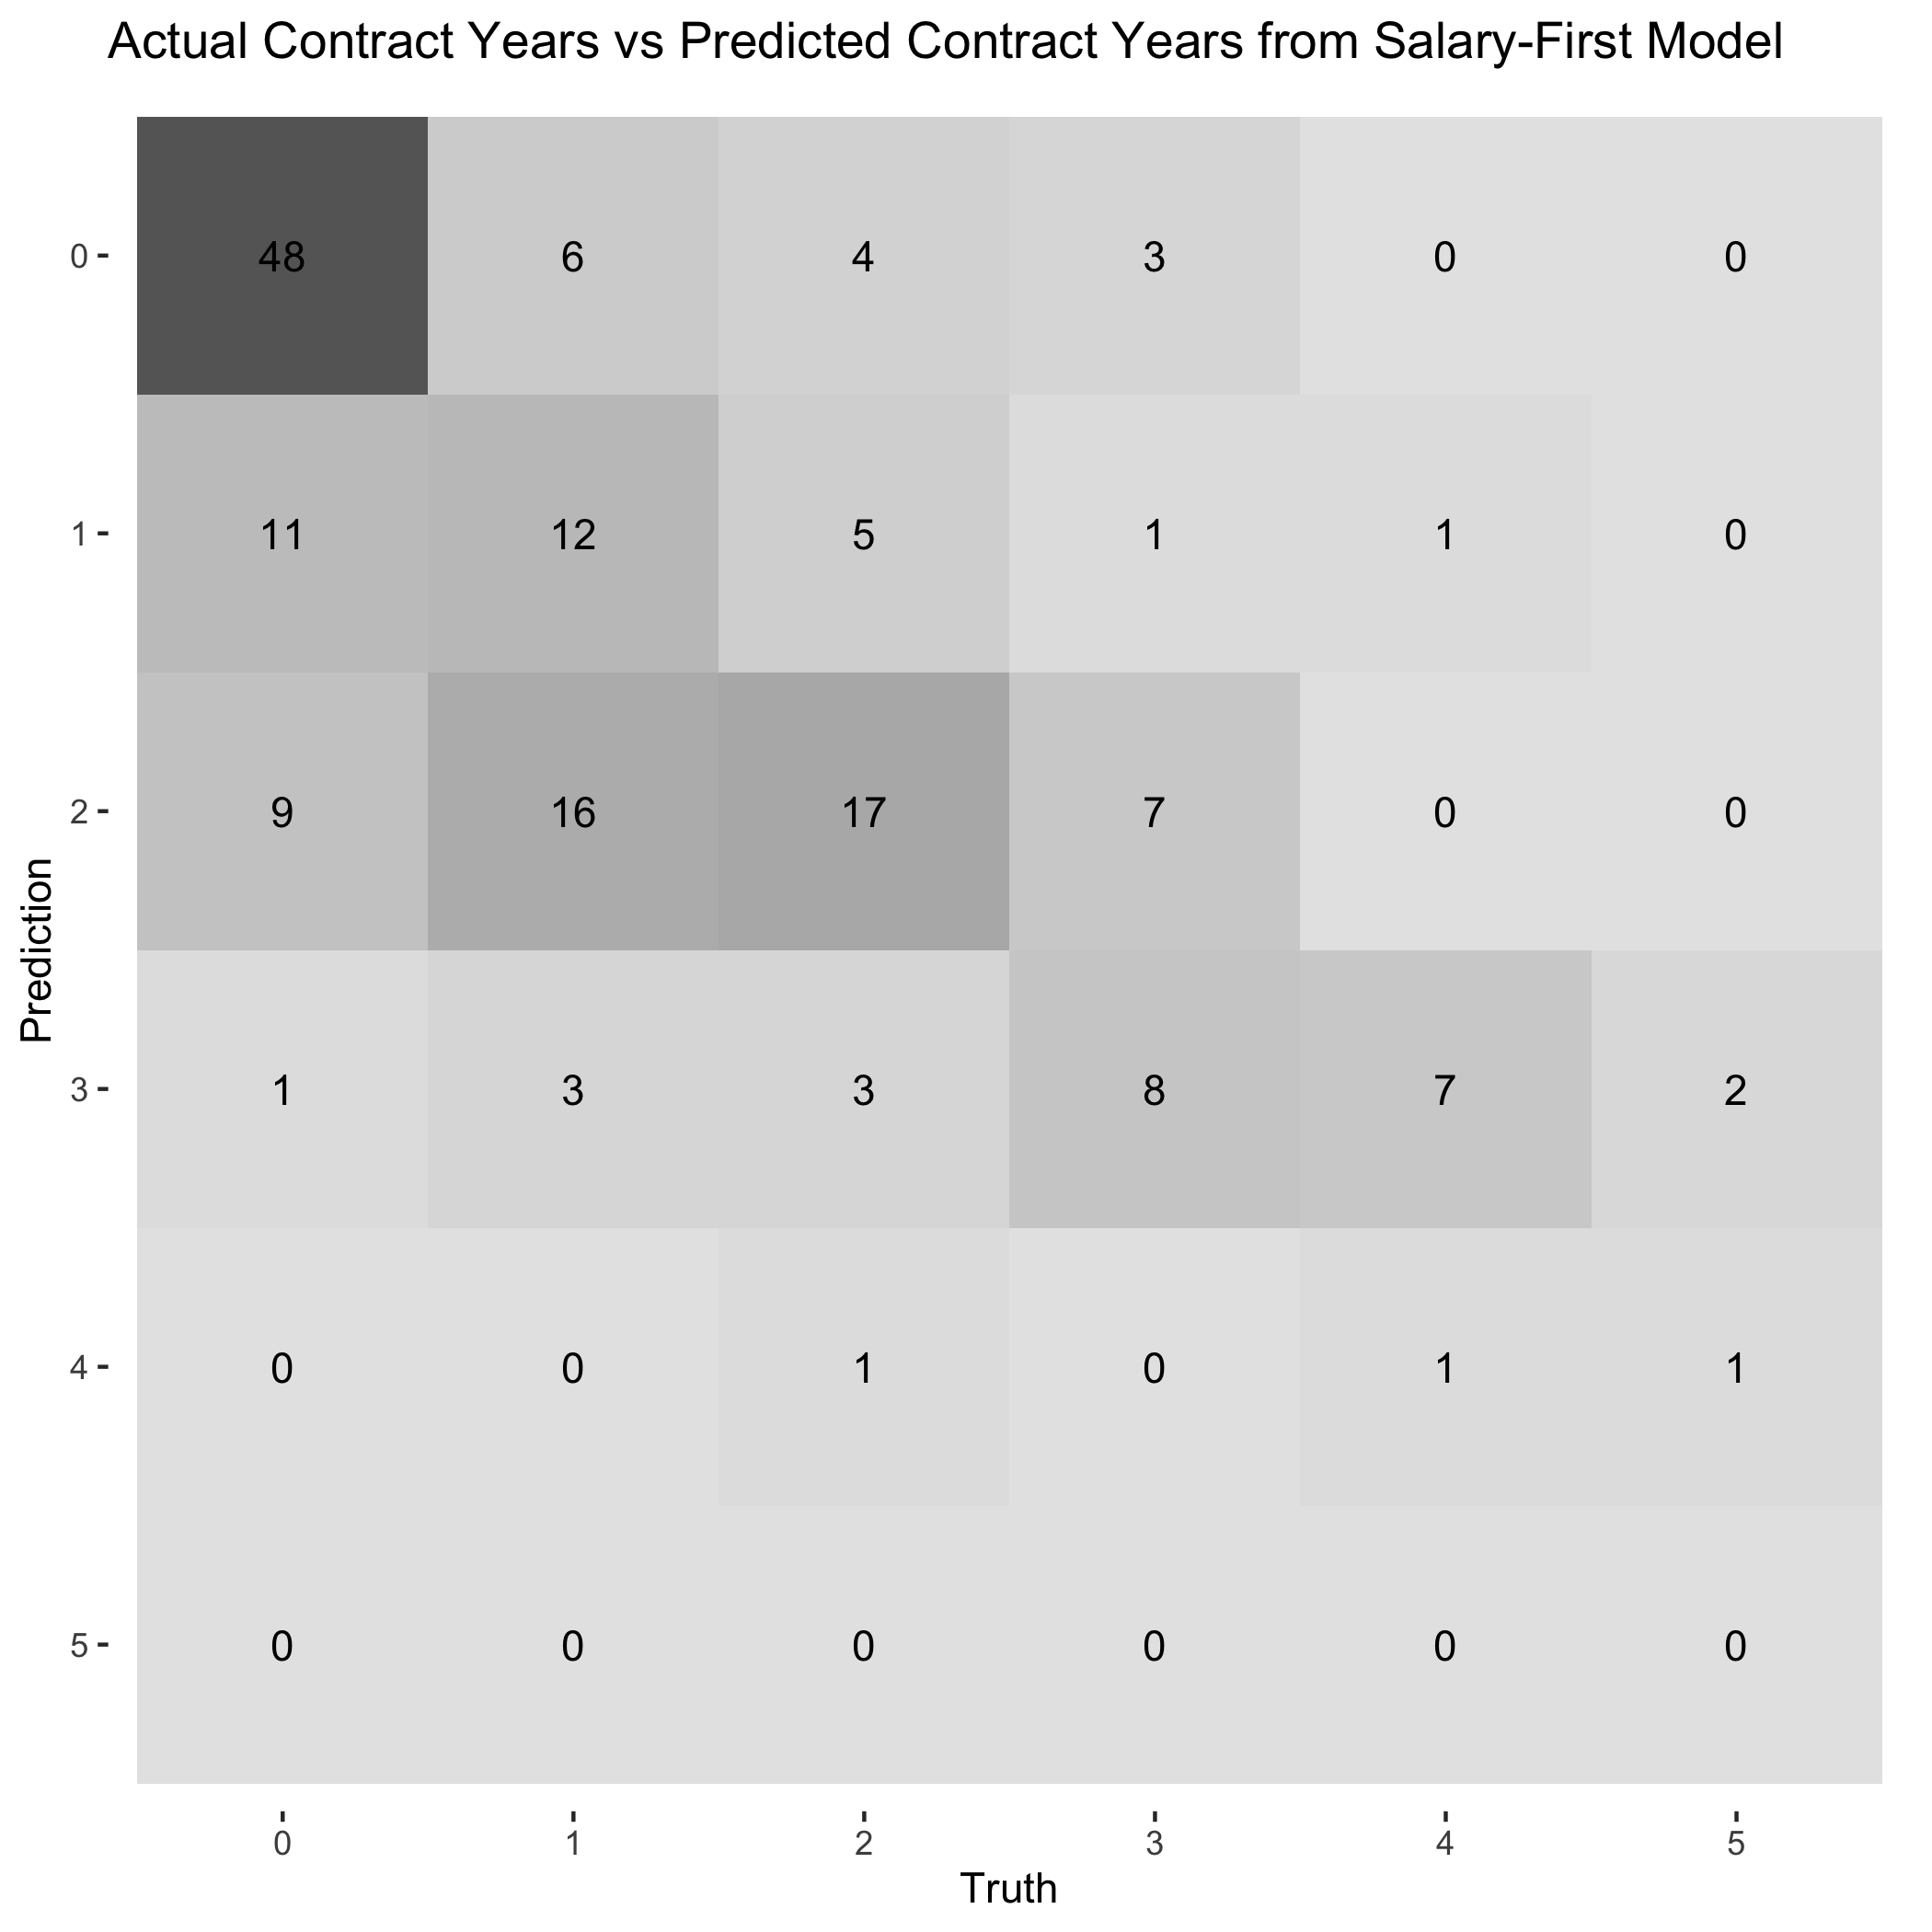 Actual Contract Years vs Predicted Contract Years from Salary-First Model
Prediction
0 48 6 4 3 0 0
1 11 12 5 1 1 0
2 9 16 17 7 0 0
3 1 3 3 8 7 2
4 0 0 1 0 1 1
5 0 0 0 0 0 0
0 1 2 3 4 5
Truth